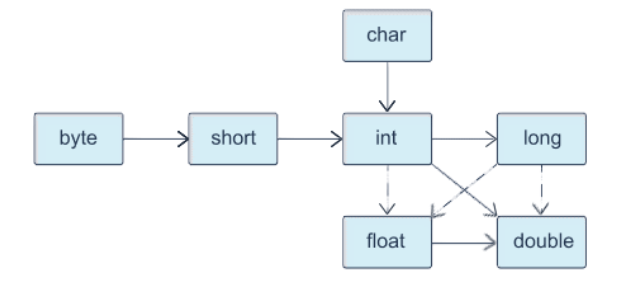 char
byte
short
int
long
float
double